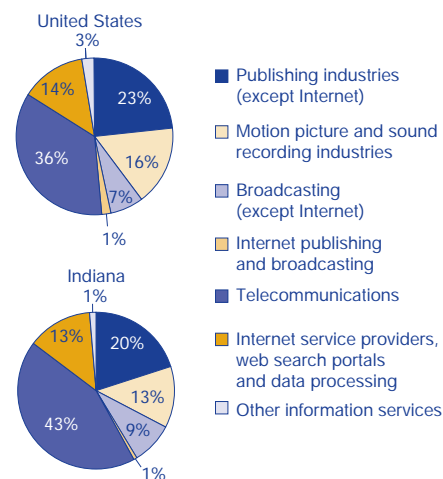 United States
3%
14%
23%
36%
16%
7%
1%
Indiana
1%
13%
20%
13%
43%
9%
1%
Publishing industries
(except Internet)
Motion picture and sound
recording industries
Broadcasting
(except Internet)
Internet publishing
and broadcasting
Telecommunications
Internet service providers,
web search portals
and data processing
Other information services